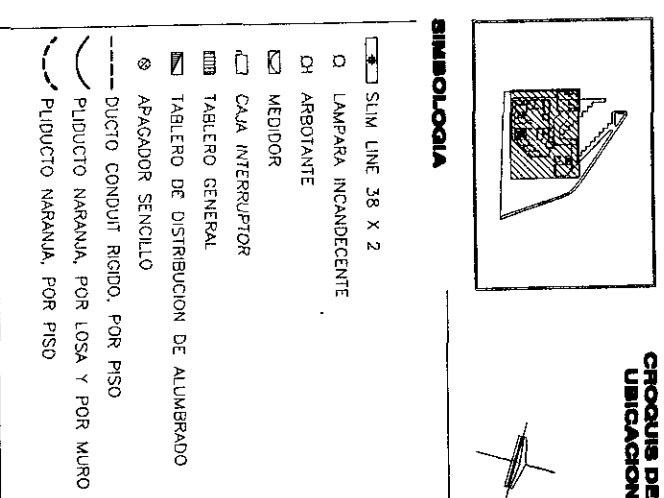 CROQUIS DE
UBICACION
SIMBOLOGIA
SLIM LINE 38 X 2
LAMPARA INCANDECENTE
ARBOTANTE
MEDIDOR
CAJA INTERRUPTOR
TABLERO GENERAL
TABLERO DE DISTRIBUCION DE ALUMBRADO
APAGADOR SENCILLO
DUCTO CONDUIT RIGIDO, POR PISO
PLIDUCTO NARANJA, POR LOSA Y POR MURO
PLIDUCTO NARANJA, POR PISO